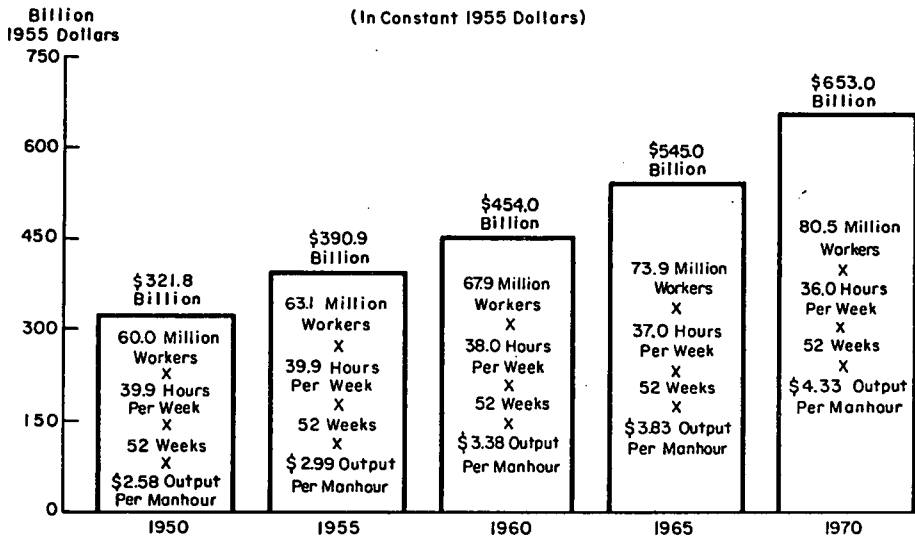 Billion
1955 Dollars
(In Constant 1955 Dollars)
750
600
450
300
150
0
$321.8
Billion
60.0 Million
Workers
X
39.9 Hours
Per Week
X
52 Weeks
X
$2.58 Output
Per Manhour
1950
$390.9
Billion
63.1 Million
Workers
X
39.9 Hours
Per Week
X
52 Weeks
X
$2.99 Output
Per Manhour
1955
$454.0
Billion
67.9 Million
Workers
X
38.0 Hours
Per Week
X
52 Weeks
X
$3.38 Output
Per Manhour
1960
$545.0
Billion
73.9 Million
Workers
X
37.0 Hours
Per Week
X
52 Weeks
X
$3.83 Output
Per Manhour
1965
$653.0
Billion
80.5 Million
Workers
X
36.0 Hours
Per Week
X
52 Weeks
X
$4.33 Output
Per Manhour
1970